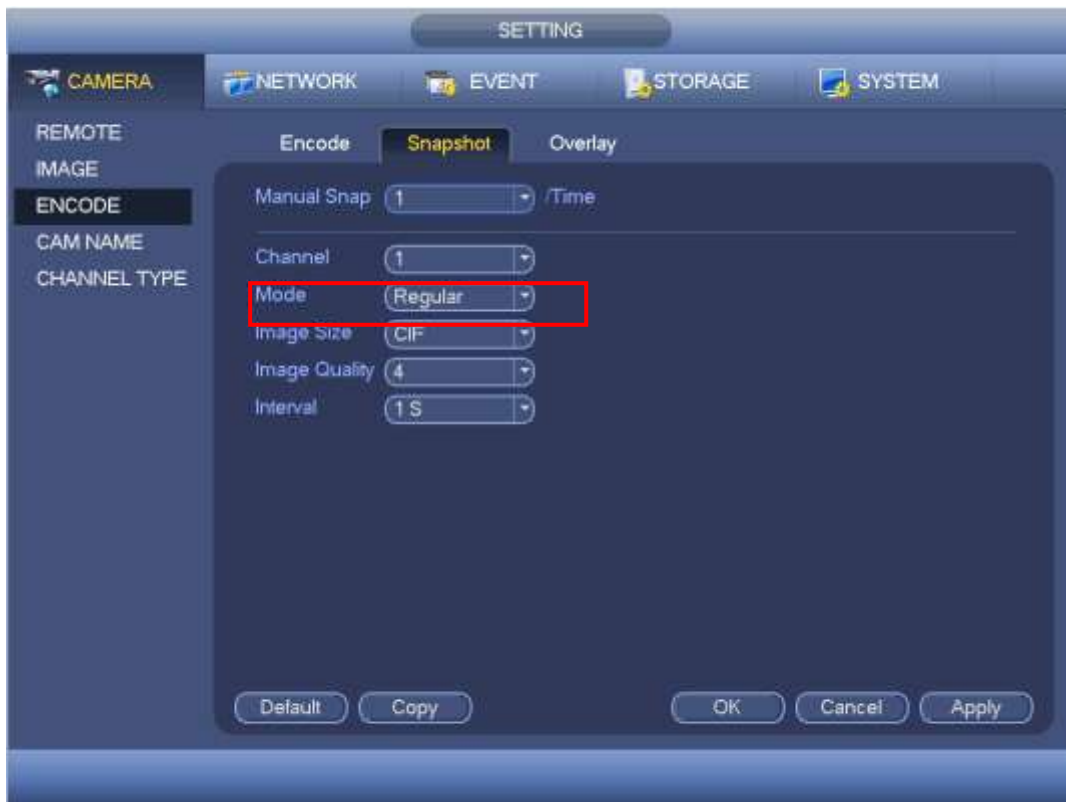 SETTING
CAMERA NETWORK EVENT STORAGE SYSTEM
REMOTE
IMAGE
ENCODE
CAM NAME
CHANNEL TYPE
Encode Snapshot Overlay
Manual Snap 1 /Time
Channel 1
Mode Regular
Image Size CIF
Image Quality 4
Interval 1 S
Default Copy OK Cancel Apply